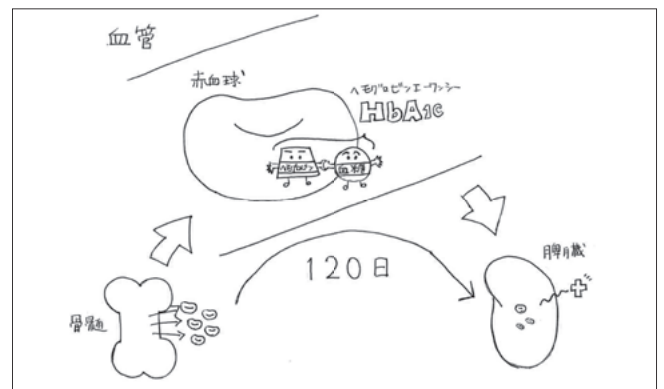 血管
赤血球
ヘモグロビンエーワンシー
HbA1c
ヘモグロビン
血糖
120日
骨髄
脾臓